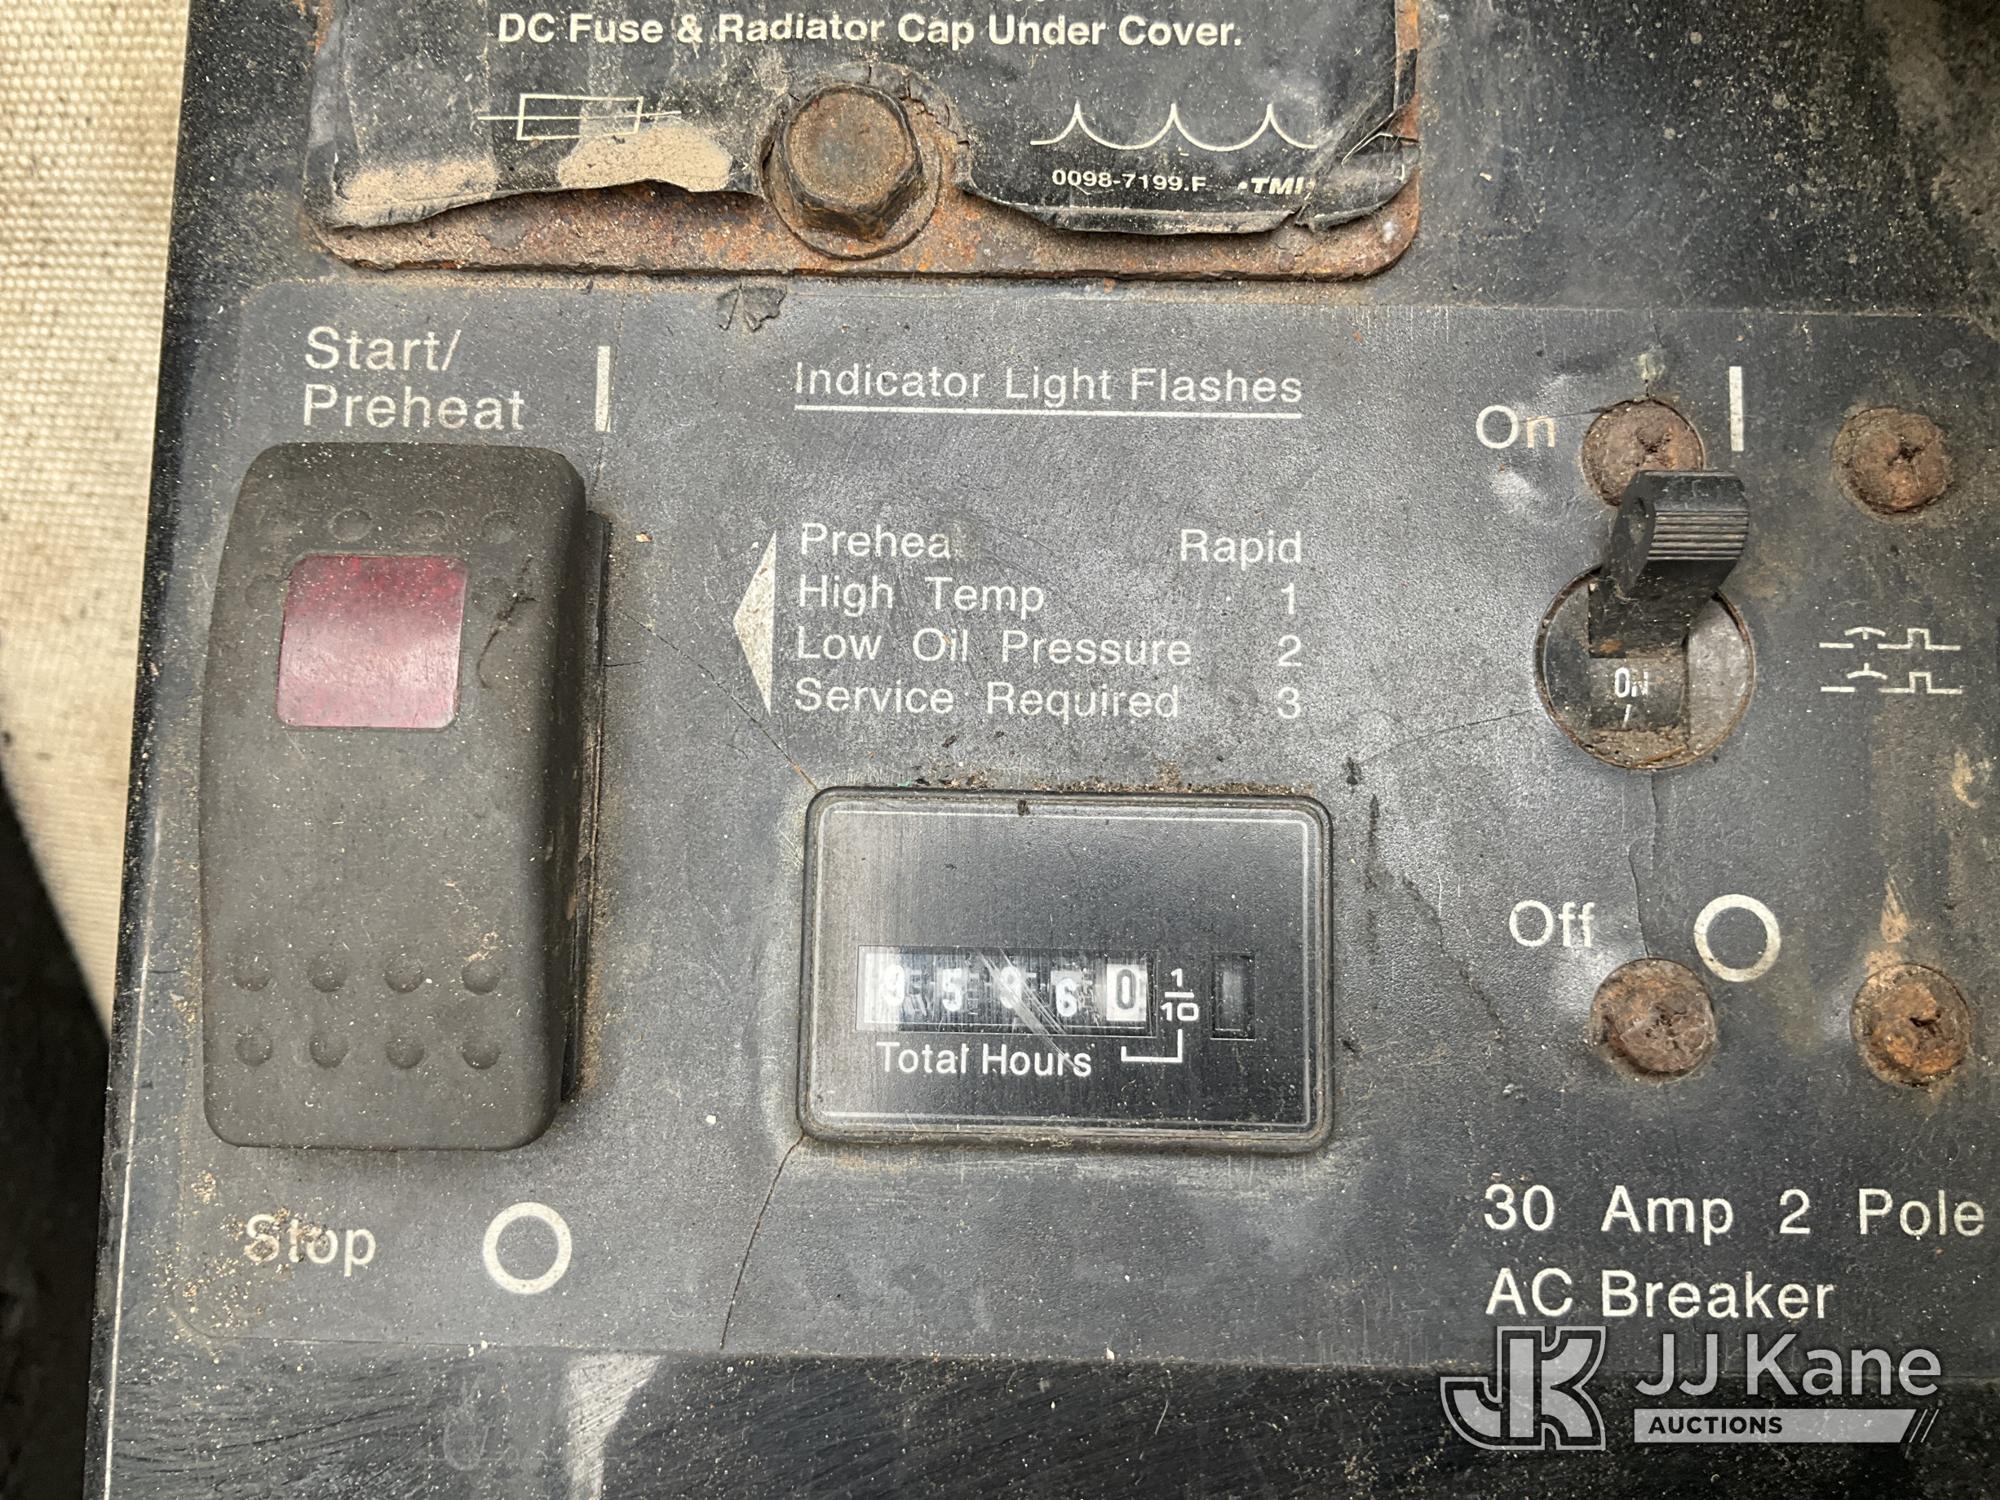 DC Fuse & Radiator Cap Under Cover.
0098-7199.F •TMI•
Start/
Preheat
Indicator Light Flashes
Preheat Rapid
High Temp 1
Low Oil Pressure 2
Service Required 3
On
ON
Off
1/10
Total Hours
Stop
30 Amp 2 Pole
AC Breaker
JK JJ Kane
AUCTIONS